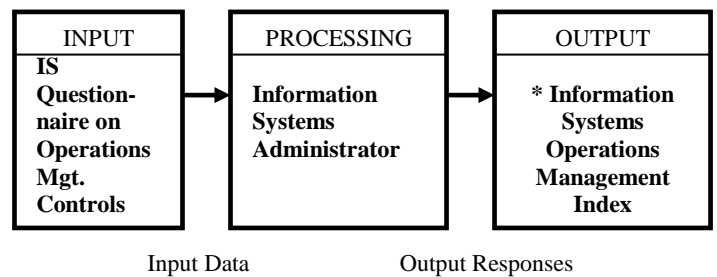 INPUT
IS
Question-
naire on
Operations
Mgt.
Controls
PROCESSING
Information
Systems
Administrator
OUTPUT
* Information
Systems
Operations
Management
Index
Input Data
Output Responses